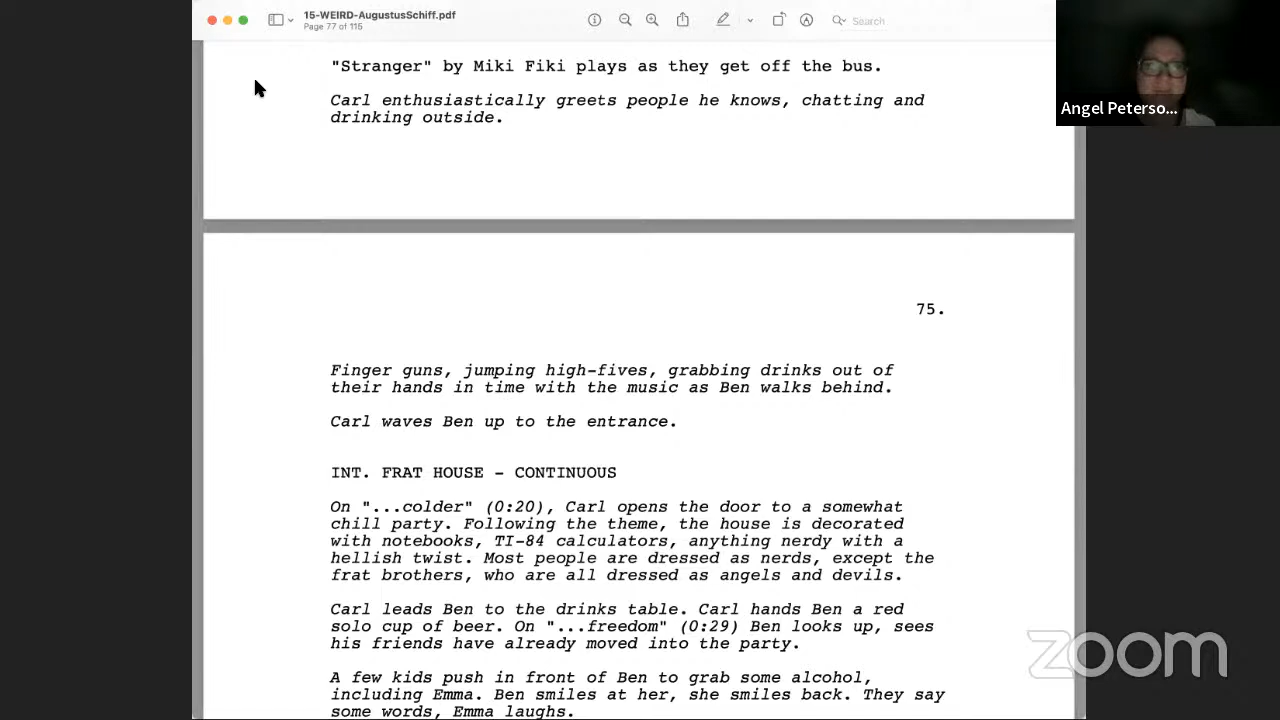 15-WEIRD-AugustusSchiff.pdf
Page 77 of 115
Search
"Stranger" by Miki Fiki plays as they get off the bus.
Carl enthusiastically greets people he knows, chatting and
drinking outside.
Angel Peterso...
75.
Finger guns, jumping high-fives, grabbing drinks out of
their hands in time with the music as Ben walks behind.
Carl waves Ben up to the entrance.
INT. FRAT HOUSE - CONTINUOUS
On "...colder" (0:20), Carl opens the door to a somewhat
chill party. Following the theme, the house is decorated
with notebooks, TI-84 calculators, anything nerdy with a
hellish twist. Most people are dressed as nerds, except the
frat brothers, who are all dressed as angels and devils.
Carl leads Ben to the drinks table. Carl hands Ben a red
solo cup of beer. On "...freedom" (0:29) Ben looks up, sees
his friends have already moved into the party.
A few kids push in front of Ben to grab some alcohol,
including Emma. Ben smiles at her, she smiles back. They say
some words, Emma laughs.
zoom